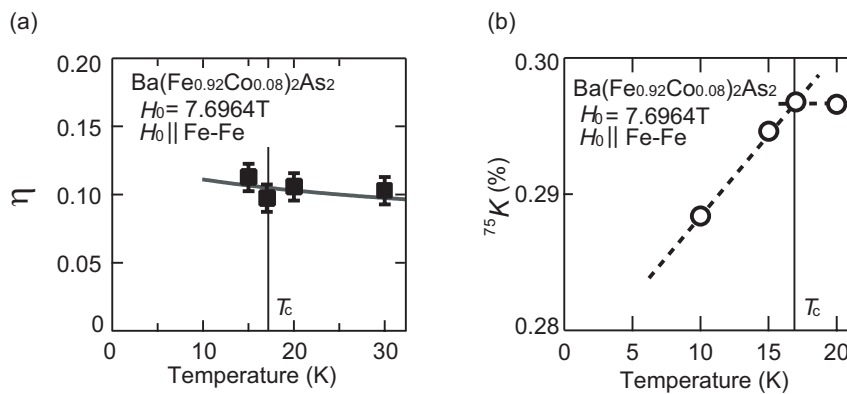 (a)
0.20
0.15
0.10
0.05
0
η
Ba(Fe0.92Co0.08)2As2
H0 = 7.6964T
H0 || Fe-Fe
Tc
0 10 20 30
Temperature (K)
(b)
0.30
0.29
0.28
75K (%)
Ba(Fe0.92Co0.08)2As2
H0 = 7.6964T
H0 || Fe-Fe
Tc
0 5 10 15 20
Temperature (K)